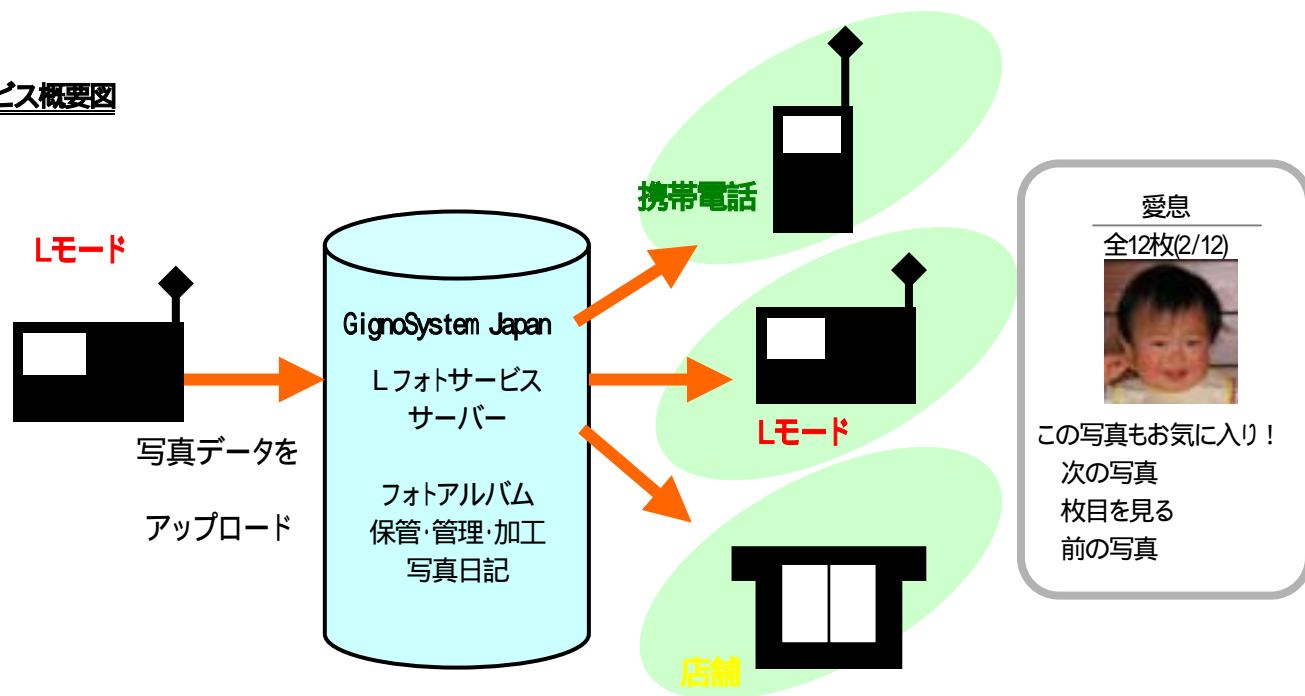 ビス概要図
Lモード
写真データを
アップロード
GignoSystem Japan
Lフォトサービス
サーバー
フォトアルバム
保管・管理・加工
写真日記
携帯電話
Lモード
店舗
愛息
全12枚(2/12)
この写真もお気に入り！
次の写真
枚目を見る
前の写真